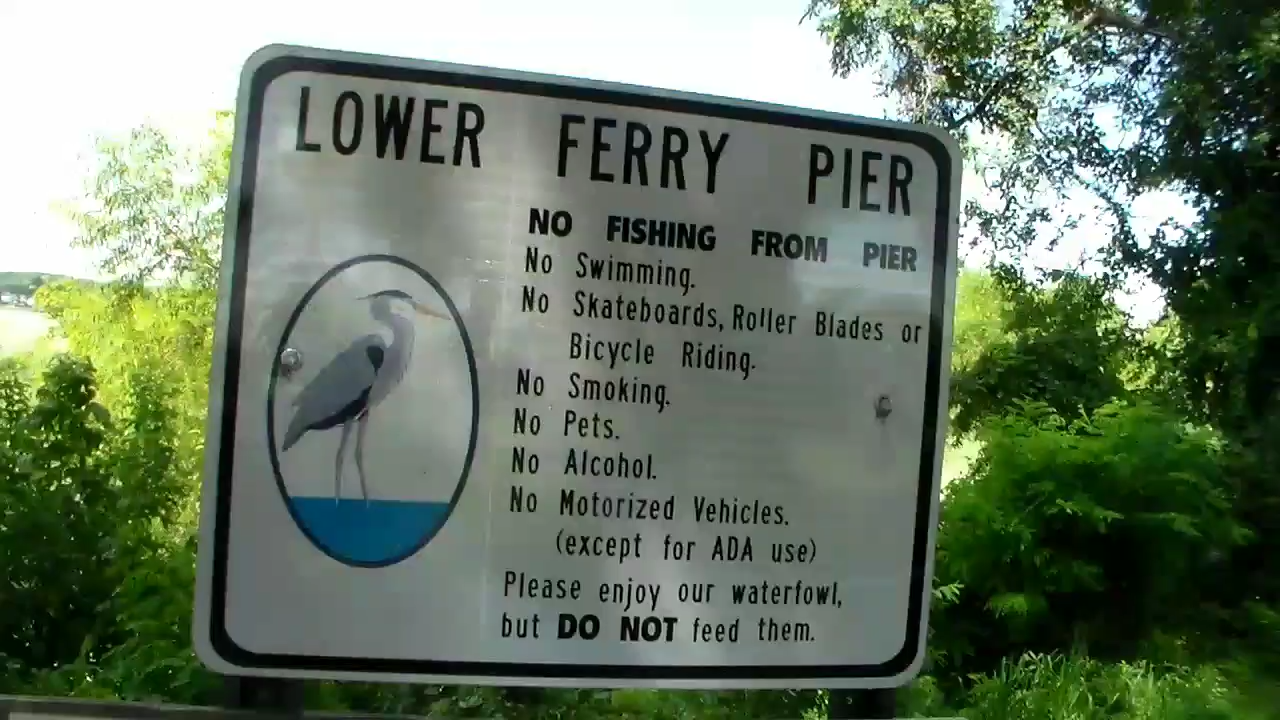 LOWER FERRY PIER
NO FISHING FROM PIER
No Swimming.
No Skateboards, Roller Blades or
Bicycle Riding.
No Smoking.
No Pets.
No Alcohol.
No Motorized Vehicles.
(except for ADA use)
Please enjoy our waterfowl,
but DO NOT feed them.